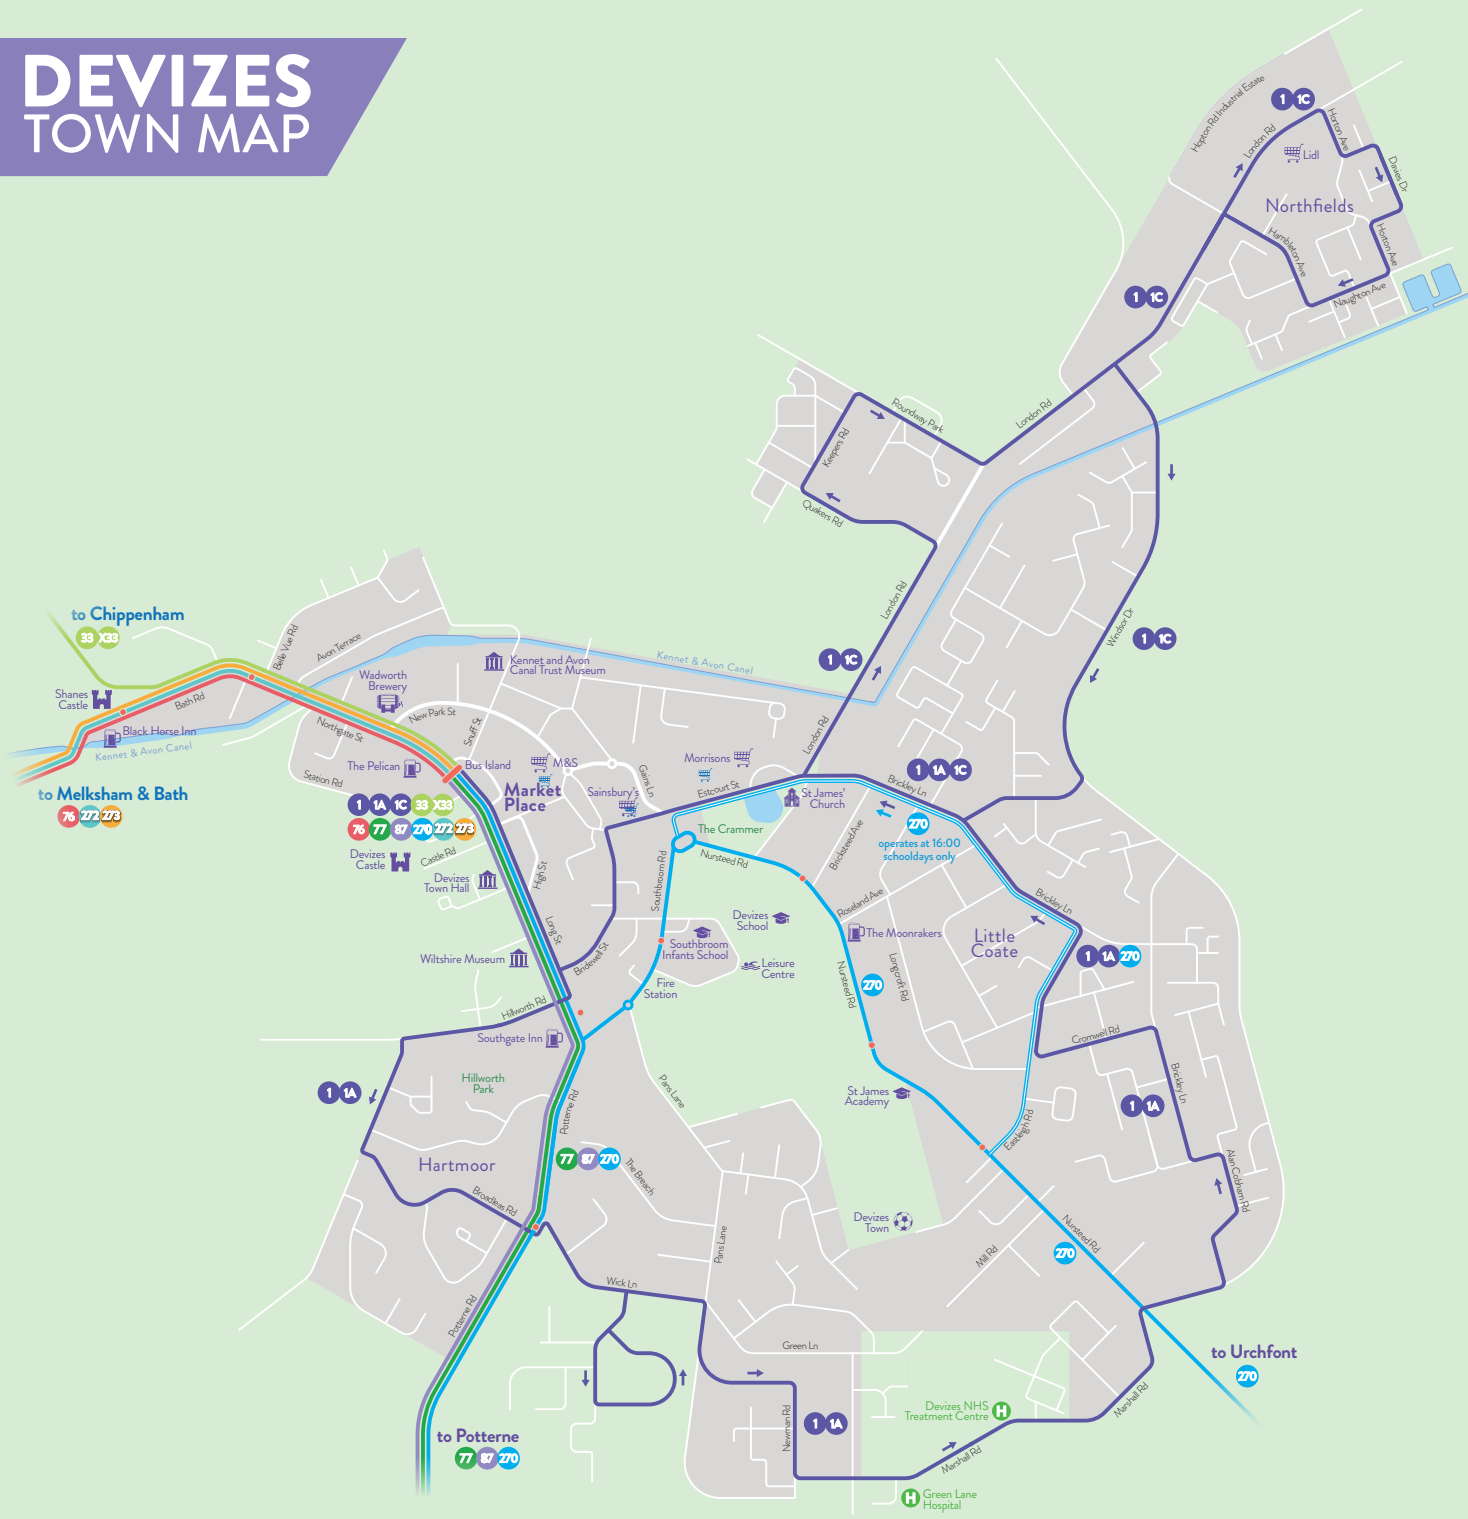 DEVIZES
TOWN MAP
Hopton Rd Industrial Estate
1 1C
London Rd
Horton Ave
Lidl
Davies Dr
Northfields
Hambleton Ave
Horton Ave
Naughton Ave
1 1C
London Rd
Roundway Park
Keepers Rd
Quakers Rd
London Rd
Windsor Dr
1 1C
1 1C
to Chippenham
33 X33
Belle Vue Rd
Avon Terrace
Kennet and Avon
Canal Trust Museum
Kennet & Avon Canel
Wadworth
Brewery
Shanes
Castle
Bath Rd
New Park St
Snuff St
Northgate St
Black Horse Inn
Kennet & Avon Canel
London Rd
Station Rd
The Pelican
Bus Island
M&S
Gains Ln
Morrisons
Market
Place
Sainsbury's
Estcourt St
St James'
Church
Brickley Ln
1 1A 1C
to Melksham & Bath
76 272 273
1 1A 1C 33 X33
76 77 87 270 272 273
The Crammer
270
operates at 16:00
schooldays only
Devizes
Castle
Castle Rd
Devizes
Town Hall
High St
Nursteed Rd
Southbroom Rd
Bricksteed Ave
Roseland Ave
Brickley Ln
Devizes
School
The Moonrakers
Little
Coate
Long St
Southbroom
Infants School
Wiltshire Museum
Bridewell St
Leisure
Centre
Nursteed Rd
270
Longcroft Rd
1 1A 270
Fire
Station
Hillworth Rd
Southgate Inn
Cromwell Rd
Hillworth
Park
1 1A
Potterne Rd
Pans Lane
St James
Academy
Eastleigh Rd
Brickley Ln
1 1A
Hartmoor
77 87 270
The Breach
Alan Cobham Rd
Broadleas Rd
Devizes
Town
Pans Lane
Mill Rd
Nursteed Rd
270
Wick Ln
Potterne Rd
Green Ln
to Urchfont
270
Marshall Rd
Devizes NHS
Treatment Centre
H
Newman Rd
1 1A
to Potterne
77 87 270
Marshall Rd
H
Green Lane
Hospital